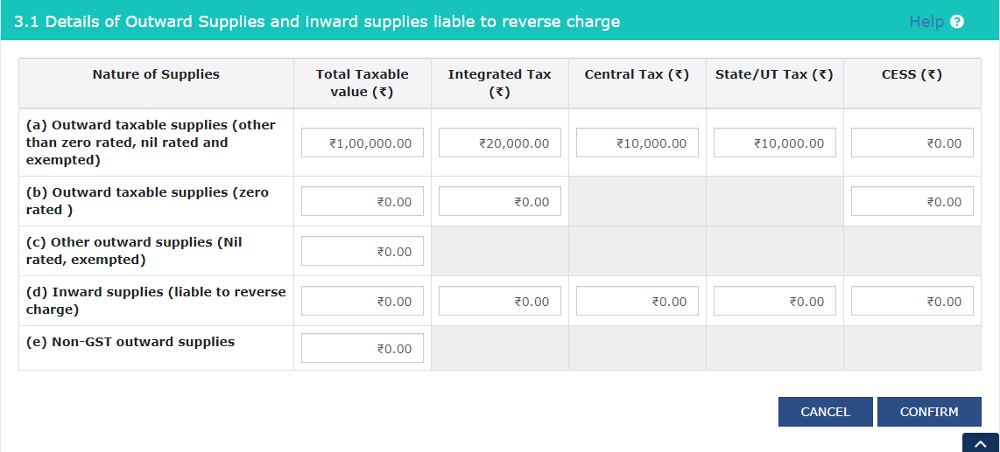 3.1 Details of Outward Supplies and inward supplies liable to reverse charge
Help ?
Nature of Supplies
Total Taxable
value (₹)
Integrated Tax
(₹)
Central Tax (₹)
State/UT Tax (₹)
CESS (₹)
(a) Outward taxable supplies (other
than zero rated, nil rated and
exempted)
₹1,00,000.00
₹20,000.00
₹10,000.00
₹10,000.00
₹0.00
(b) Outward taxable supplies (zero
rated )
₹0.00
₹0.00
₹0.00
(c) Other outward supplies (Nil
rated, exempted)
₹0.00
(d) Inward supplies (liable to reverse
charge)
₹0.00
₹0.00
₹0.00
₹0.00
₹0.00
(e) Non-GST outward supplies
₹0.00
CANCEL
CONFIRM